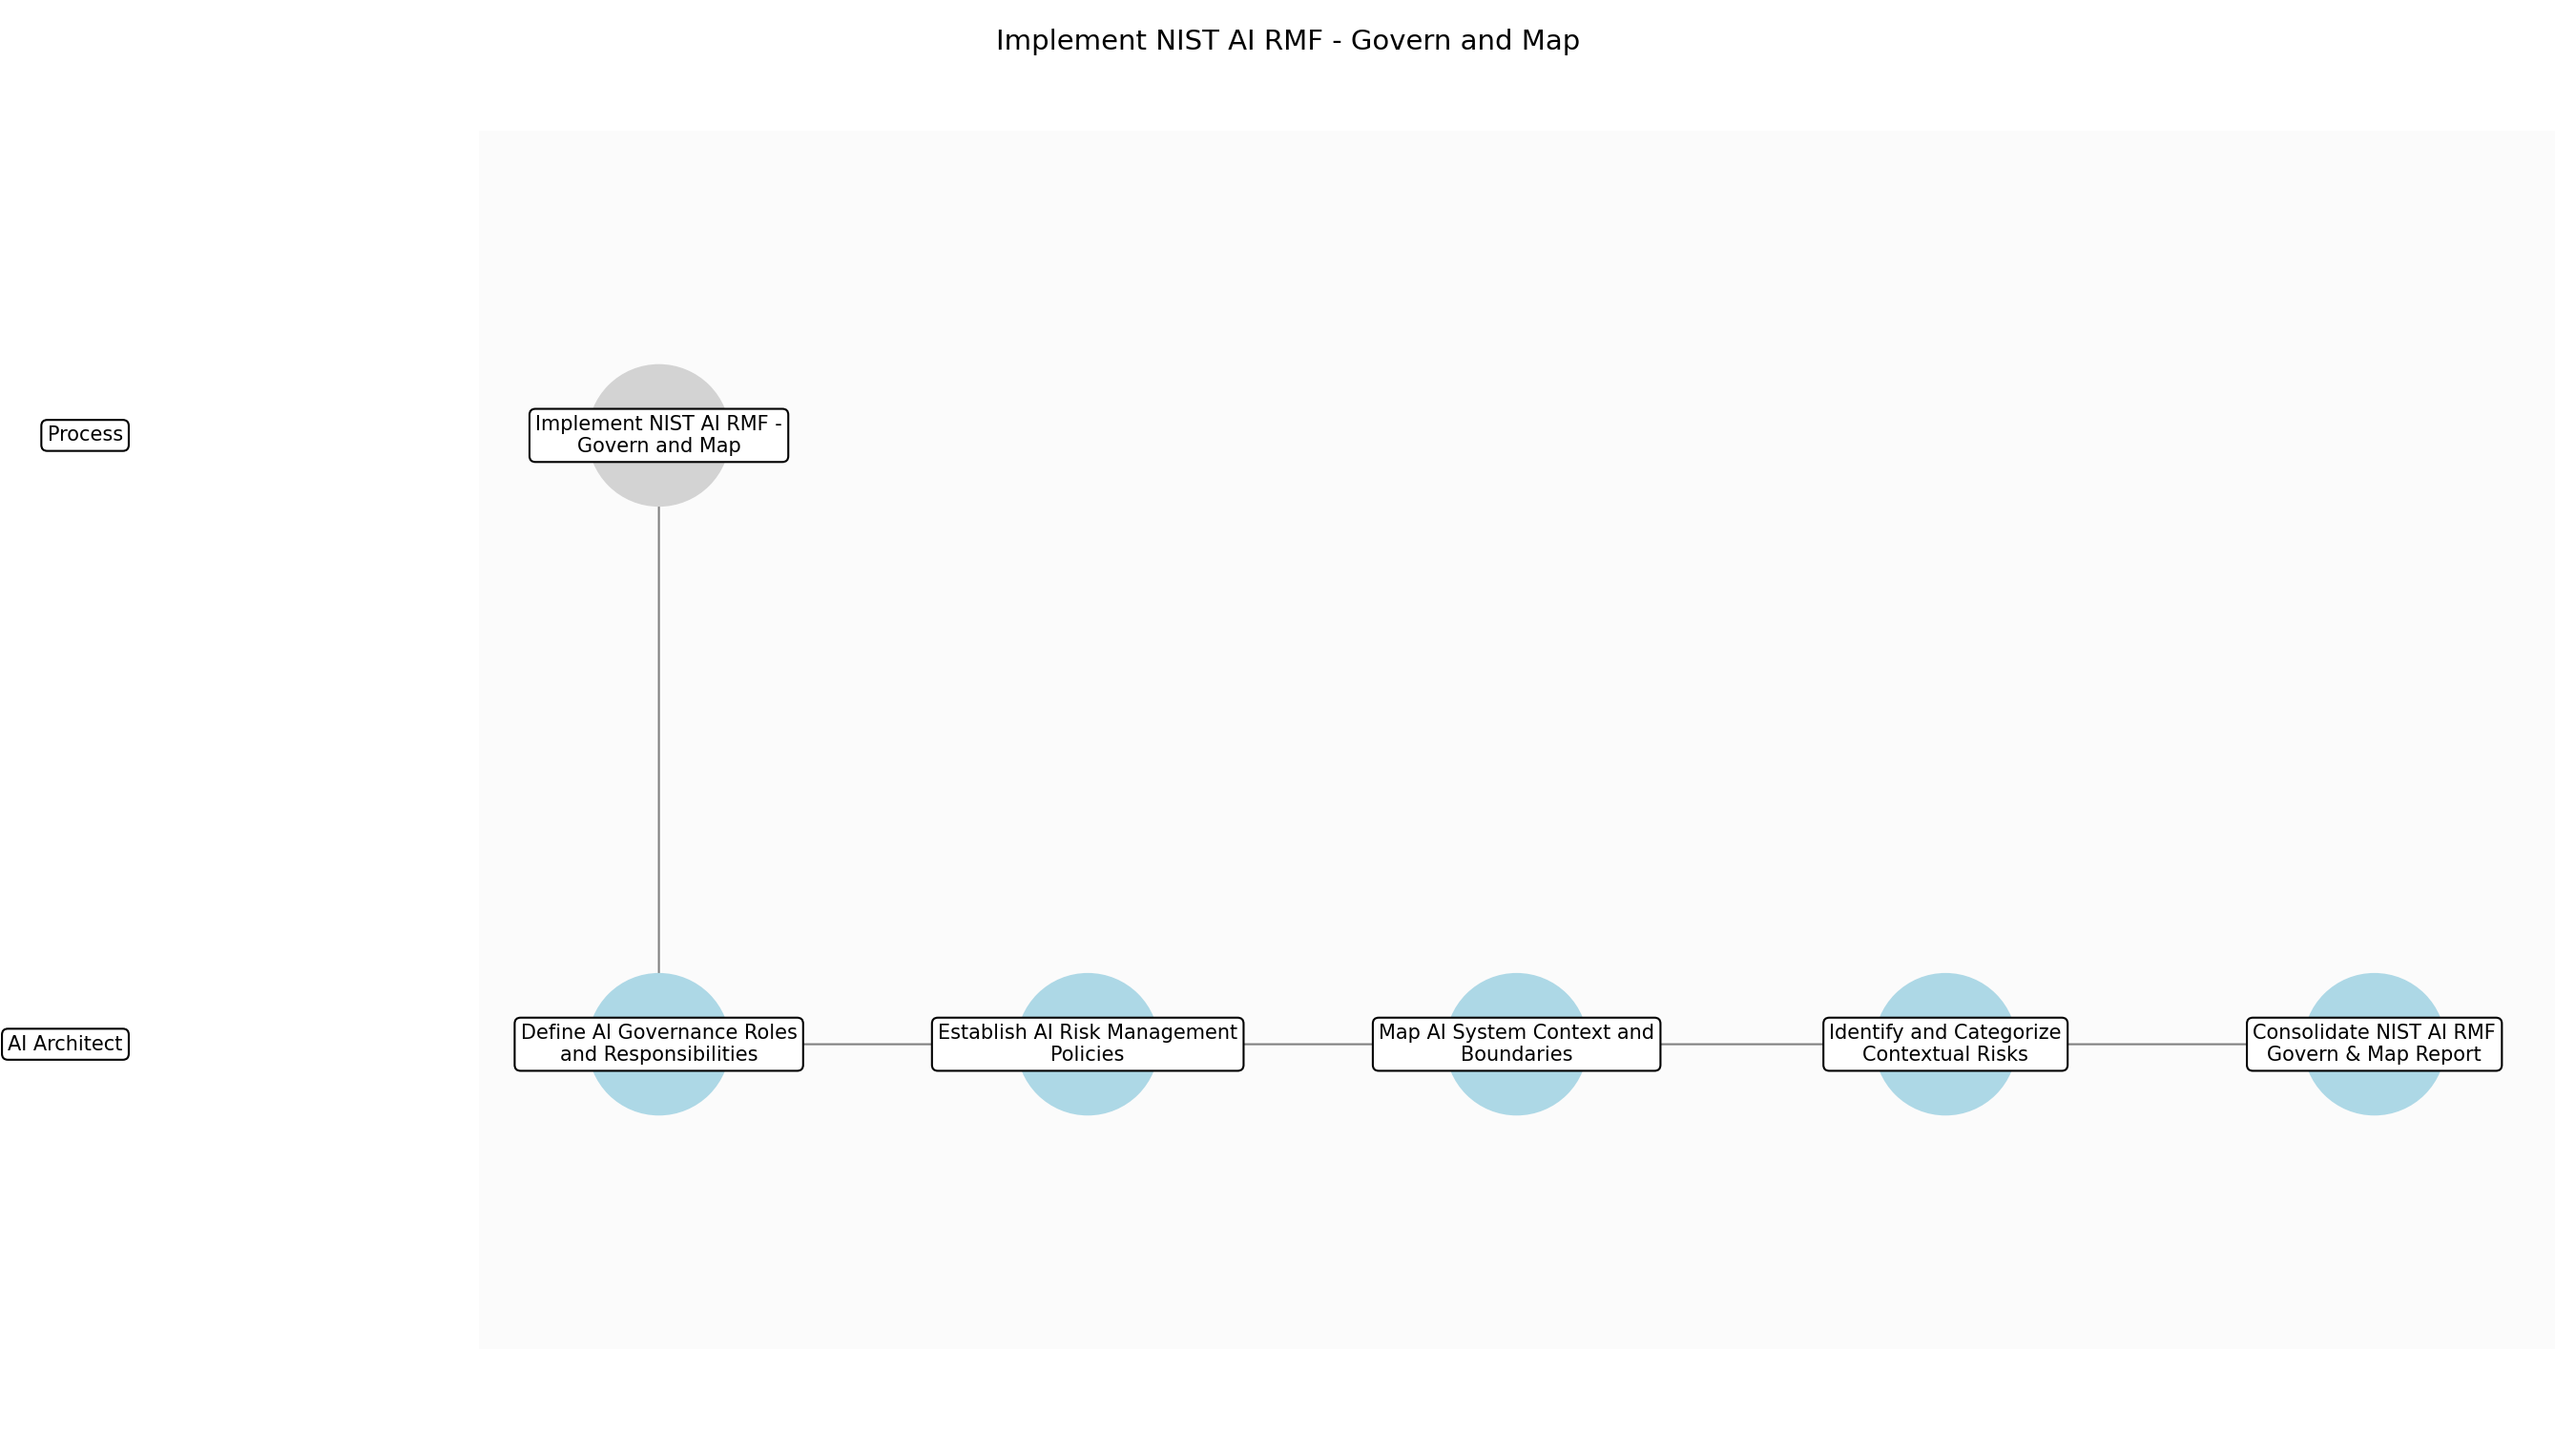 Implement NIST AI RMF - Govern and Map
Process
Implement NIST AI RMF -
Govern and Map
AI Architect
Define AI Governance Roles
and Responsibilities
Establish AI Risk Management
Policies
Map AI System Context and
Boundaries
Identify and Categorize
Contextual Risks
Consolidate NIST AI RMF
Govern & Map Report